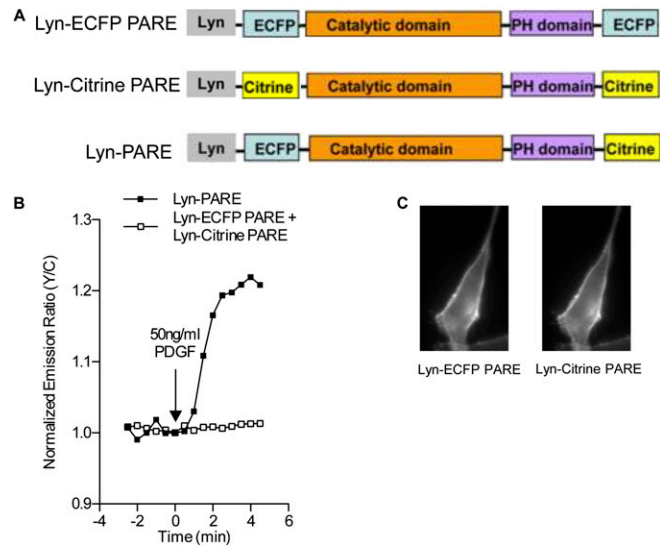 A
Lyn-ECFP PARE
Lyn ECFP Catalytic domain PH domain ECFP
Lyn-Citrine PARE
Lyn Citrine Catalytic domain PH domain Citrine
Lyn-PARE
Lyn ECFP Catalytic domain PH domain Citrine
B
Lyn-PARE
Lyn-ECFP PARE +
Lyn-Citrine PARE
Normalized Emission Ratio (Y/C)
1.3
1.2
1.1
1.0
0.9
50ng/ml
PDGF
-4 -2 0 2 4 6
Time (min)
C
Lyn-ECFP PARE Lyn-Citrine PARE